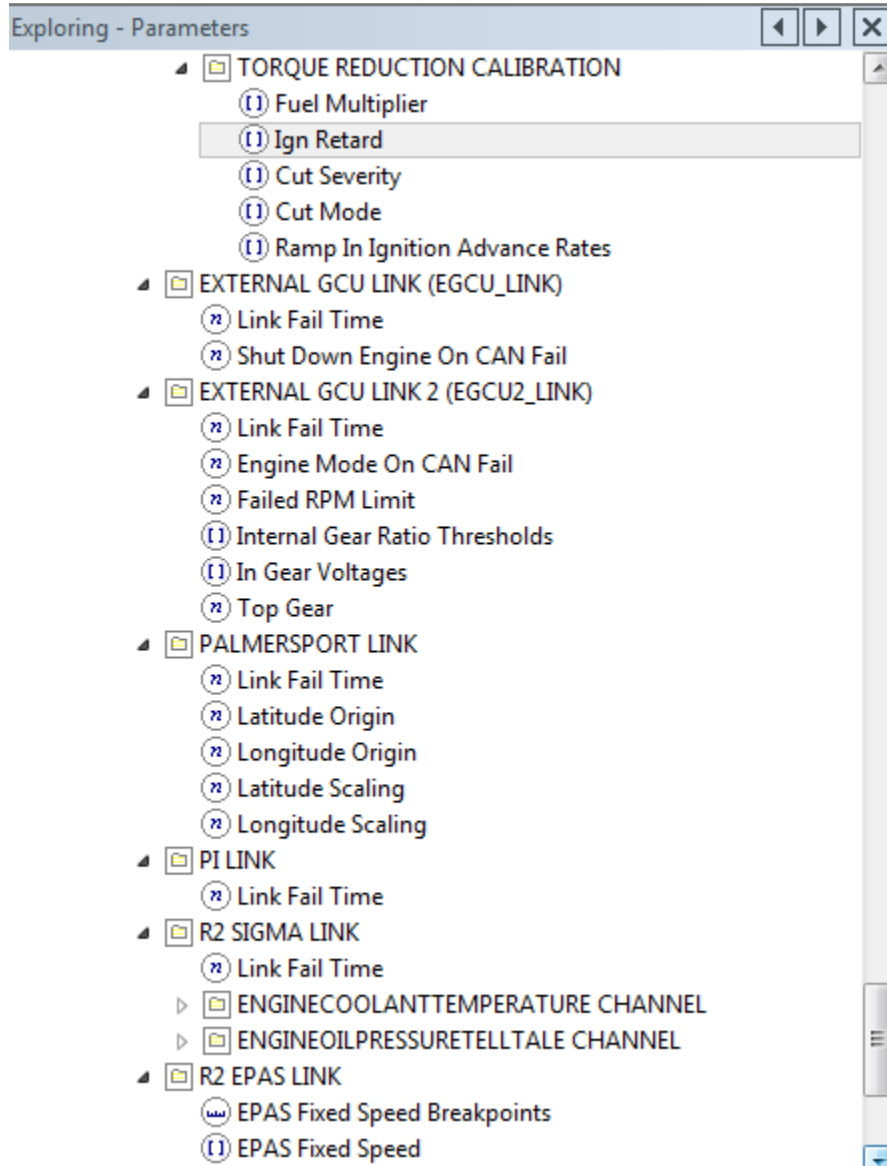 Exploring - Parameters
TORQUE REDUCTION CALIBRATION
Fuel Multiplier
Ign Retard
Cut Severity
Cut Mode
Ramp In Ignition Advance Rates
EXTERNAL GCU LINK (EGCU_LINK)
Link Fail Time
Shut Down Engine On CAN Fail
EXTERNAL GCU LINK 2 (EGCU2_LINK)
Link Fail Time
Engine Mode On CAN Fail
Failed RPM Limit
Internal Gear Ratio Thresholds
In Gear Voltages
Top Gear
PALMERSPORT LINK
Link Fail Time
Latitude Origin
Longitude Origin
Latitude Scaling
Longitude Scaling
PI LINK
Link Fail Time
R2 SIGMA LINK
Link Fail Time
ENGINECOOLANTTEMPERATURE CHANNEL
ENGINEOILPRESSURETELLTALE CHANNEL
R2 EPAS LINK
EPAS Fixed Speed Breakpoints
EPAS Fixed Speed